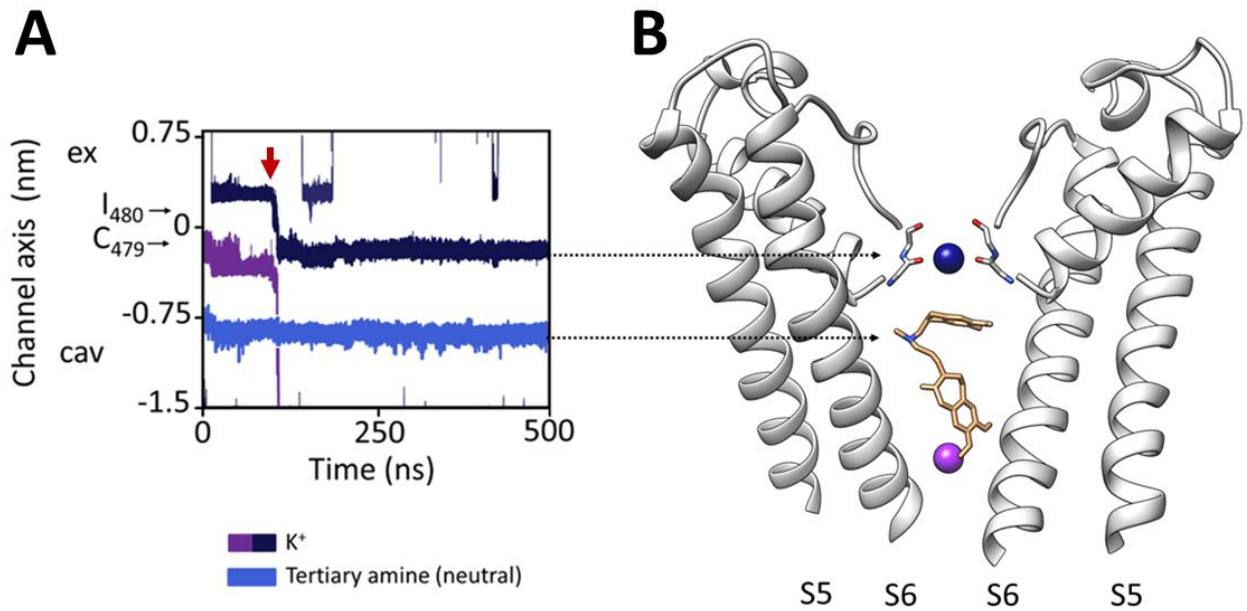 A
B
Channel axis (nm)
ex
I480→
C479→
cav
0.75
0
-0.75
-1.5
0
250
500
Time (ns)
K+
Tertiary amine (neutral)
S5
S6
S6
S5